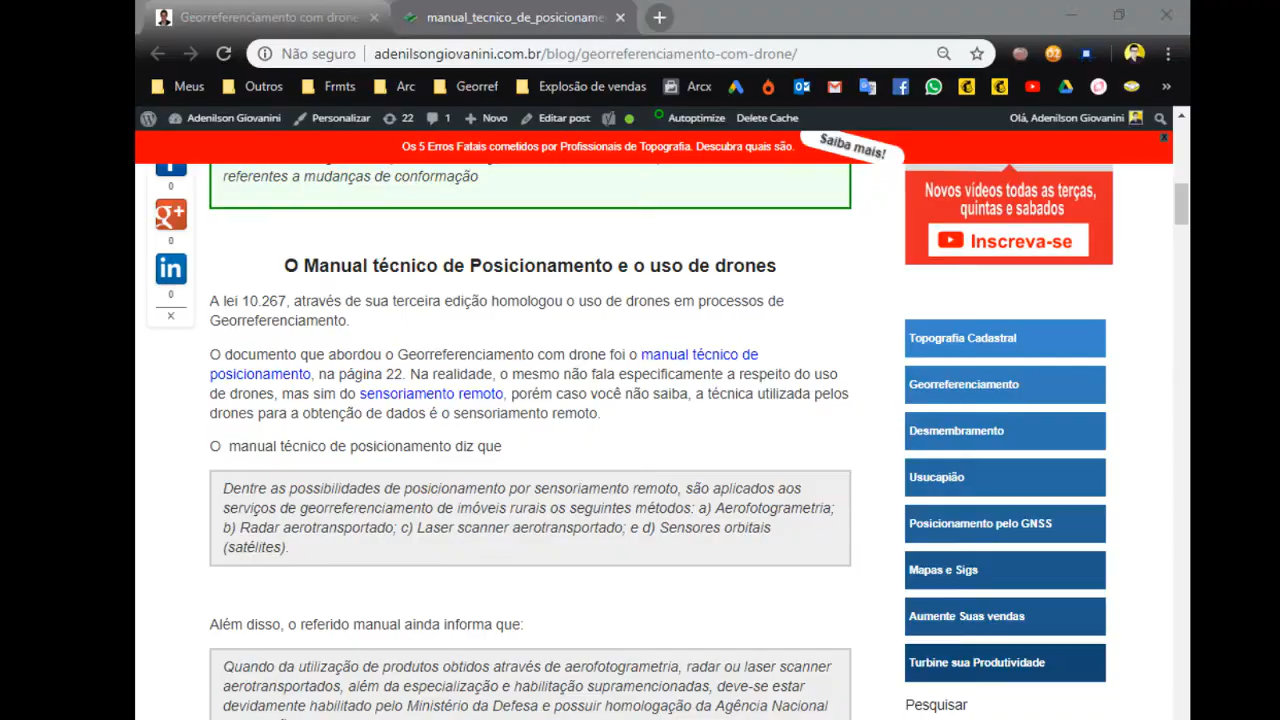 Georreferenciamento com drone
manual_tecnico_de_posicioname
Não seguro
adenilsongiovanini.com.br/blog/georreferenciamento-com-drone/
Meus
Outros
Frmts
Arc
Georref
Explosão de vendas
Arcx
»
Adenilson Giovanini
Personalizar
22
1
Novo
Editar post
Autoptimize
Delete Cache
Olá, Adenilson Giovanini
Os 5 Erros Fatais cometidos por Profissionais de Topografia. Descubra quais são.
Saiba mais!
x
referentes a mudanças de conformação
0
g+
0
in
0
x
Novos vídeos todas as terças,
quintas e sabados
Inscreva-se
O Manual técnico de Posicionamento e o uso de drones
A lei 10.267, através de sua terceira edição homologou o uso de drones em processos de
Georreferenciamento.
O documento que abordou o Georreferenciamento com drone foi o manual técnico de
posicionamento, na página 22. Na realidade, o mesmo não fala especificamente a respeito do uso
de drones, mas sim do sensoriamento remoto, porém caso você não saiba, a técnica utilizada pelos
drones para a obtenção de dados é o sensoriamento remoto.
O  manual técnico de posicionamento diz que
Dentre as possibilidades de posicionamento por sensoriamento remoto, são aplicados aos
serviços de georreferenciamento de imóveis rurais os seguintes métodos: a) Aerofotogrametria;
b) Radar aerotransportado; c) Laser scanner aerotransportado; e d) Sensores orbitais
(satélites).
Além disso, o referido manual ainda informa que:
Quando da utilização de produtos obtidos através de aerofotogrametria, radar ou laser scanner
aerotransportados, além da especialização e habilitação supramencionadas, deve-se estar
devidamente habilitado pelo Ministério da Defesa e possuir homologação da Agência Nacional
Topografia Cadastral
Georreferenciamento
Desmembramento
Usucapião
Posicionamento pelo GNSS
Mapas e Sigs
Aumente Suas vendas
Turbine sua Produtividade
Pesquisar